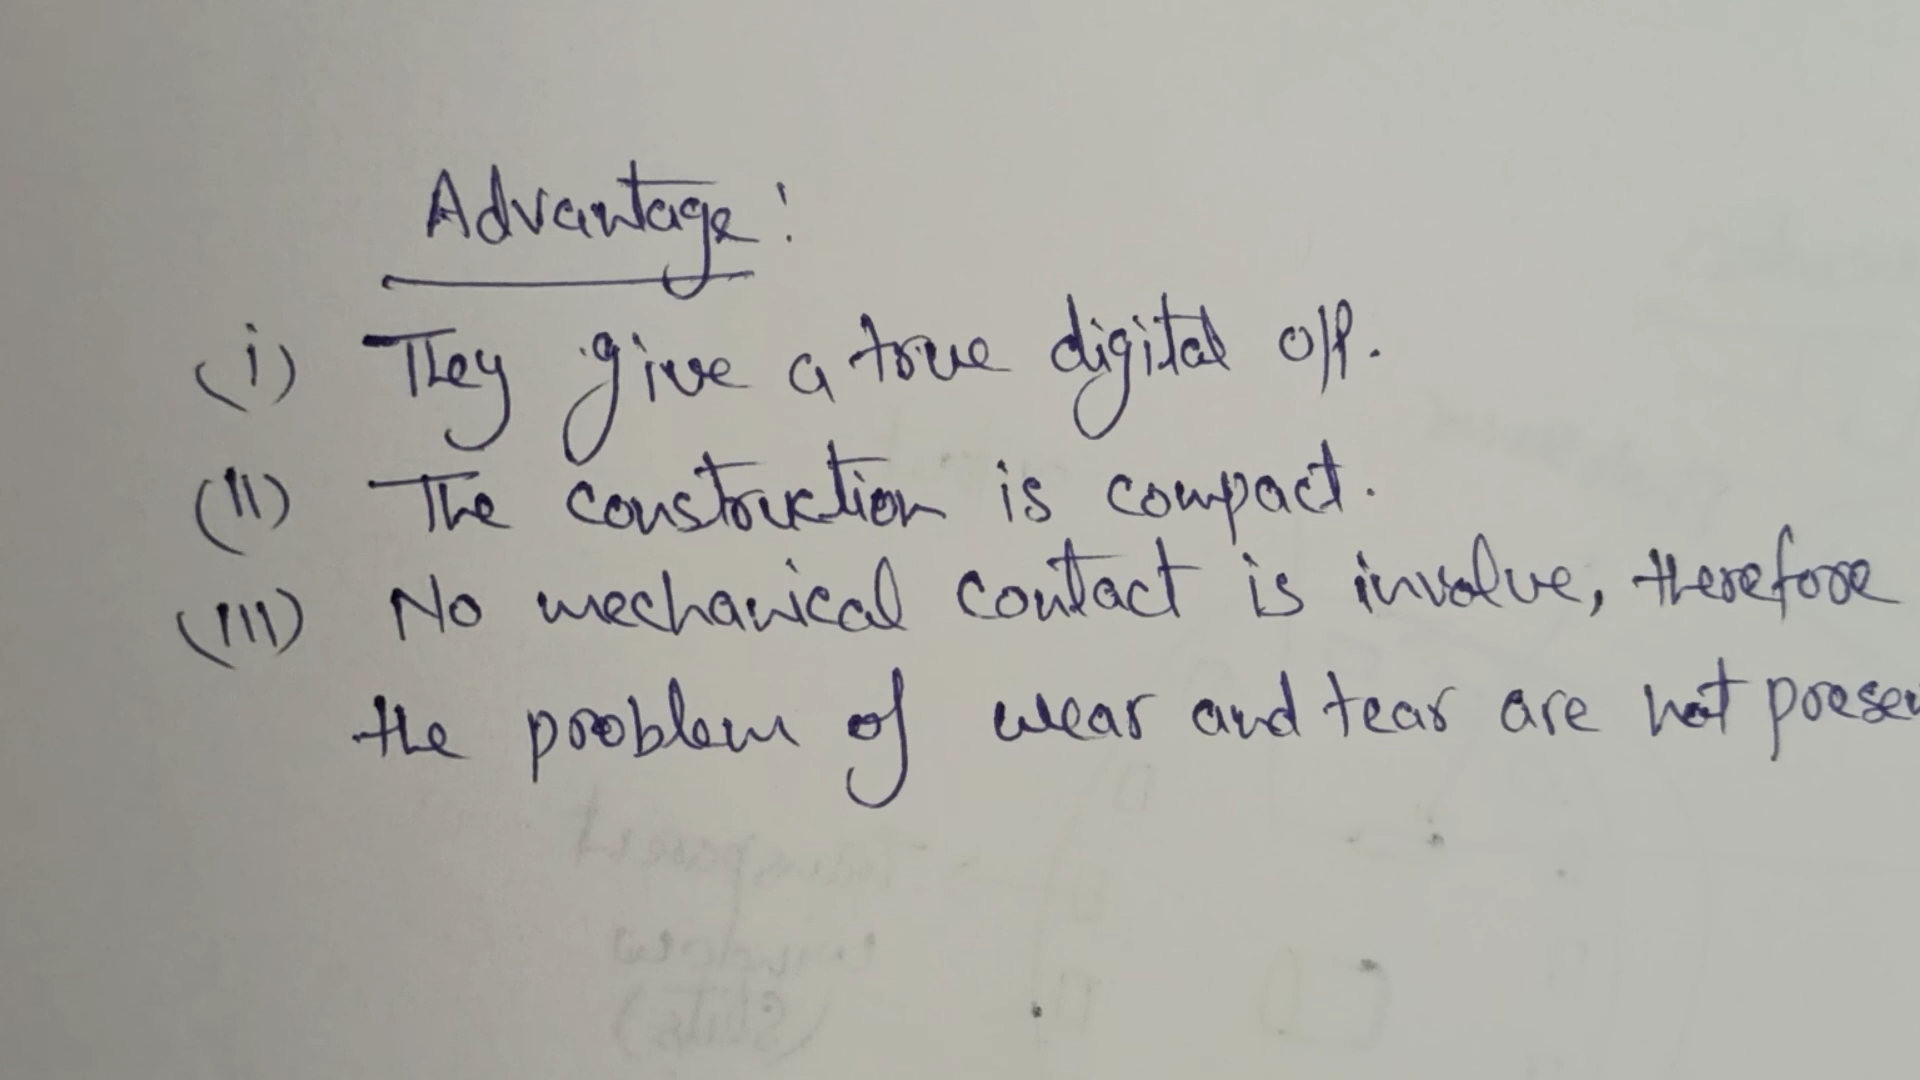 Advantage:
(i) They give a true digital o/p.
(ii) The construction is compact.
(iii) No mechanical contact is involve, therefore
the problem of wear and tear are not presen